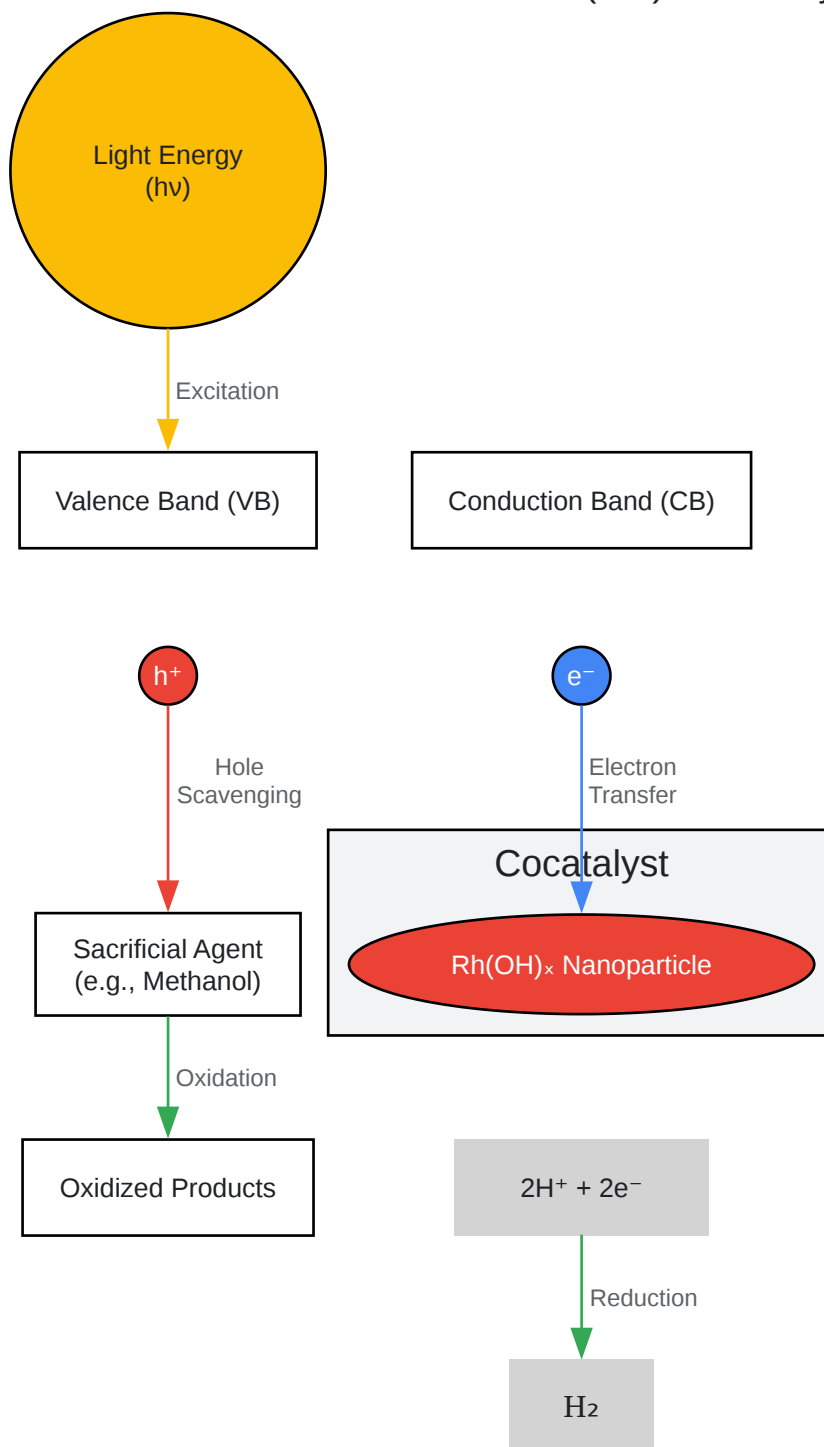 Light Energy
(hν)
Excitation
Valence Band (VB)
Conduction Band (CB)
h⁺
e⁻
Hole
Scavenging
Electron
Transfer
Cocatalyst
Sacrificial Agent
(e.g., Methanol)
Rh(OH)ₓ Nanoparticle
Oxidation
Oxidized Products
2H⁺ + 2e⁻
Reduction
H₂